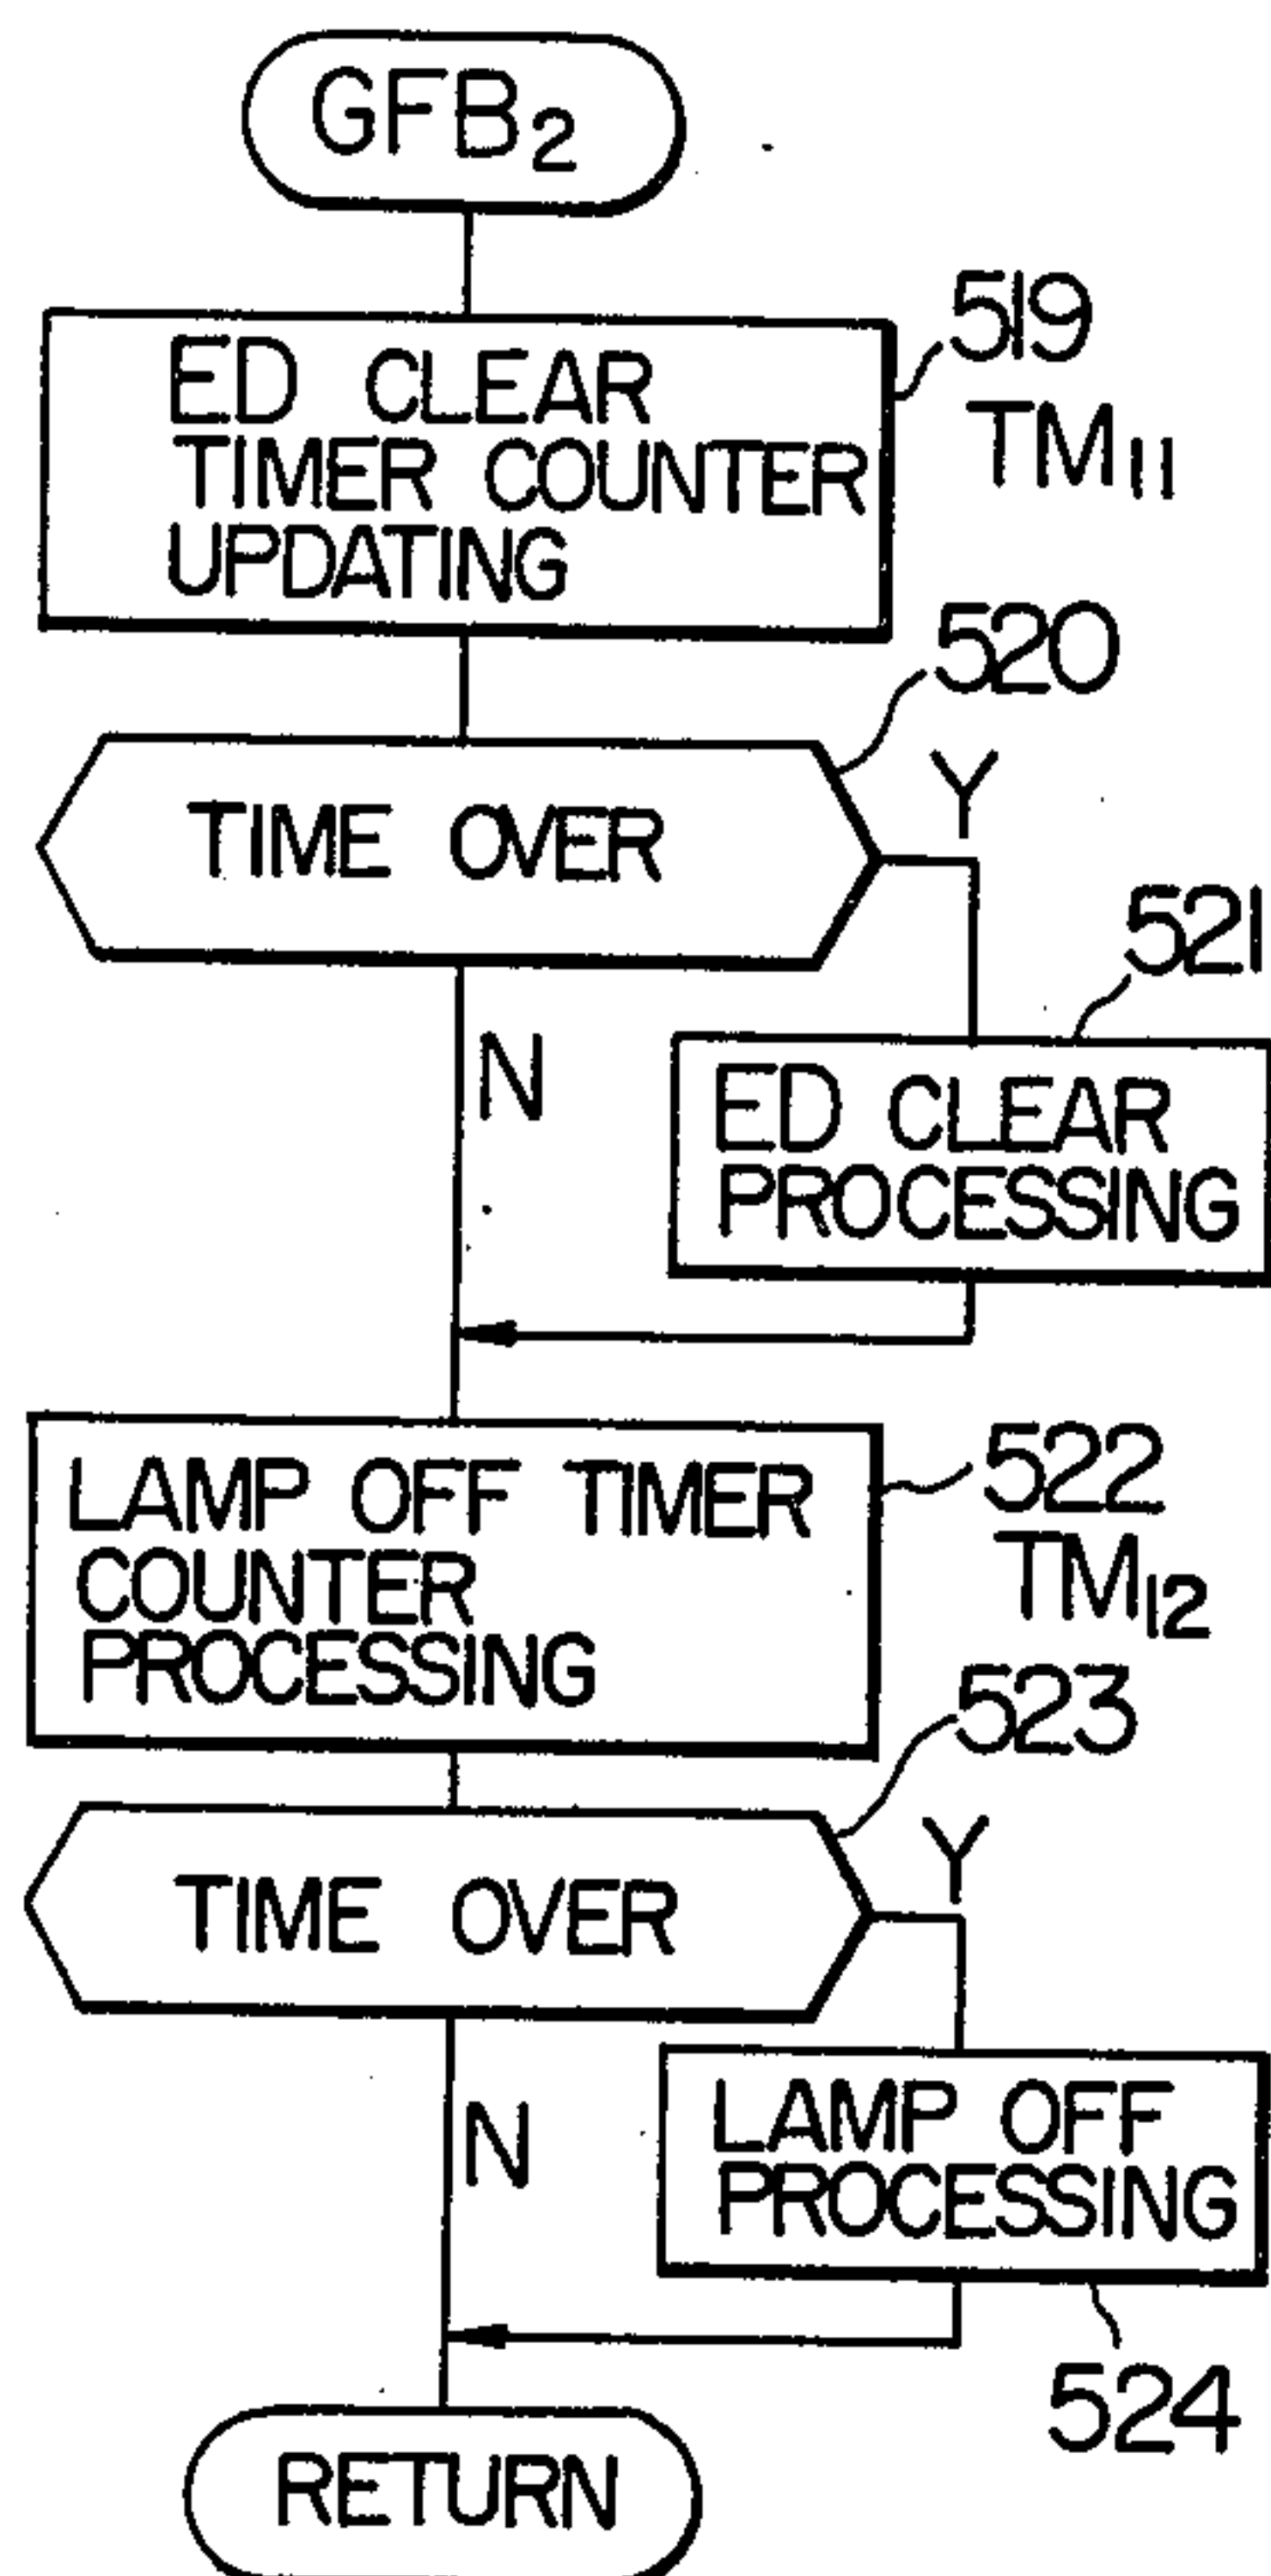 GFB₂
519
ED CLEAR
TM₁₁
TIMER COUNTER
UPDATING
520
TIME OVER
Y
521
N
ED CLEAR
PROCESSING
522
LAMP OFF TIMER
TM₁₂
COUNTER
PROCESSING
523
TIME OVER
Y
N
LAMP OFF
PROCESSING
524
RETURN